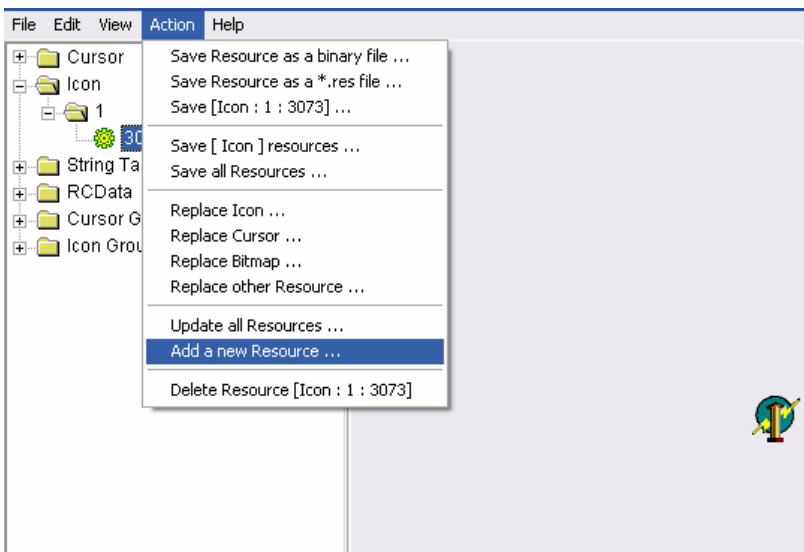 File Edit View Action Help
Cursor
Icon
1
30
String Ta
RCData
Cursor G
Icon Grou
Save Resource as a binary file ...
Save Resource as a *.res file ...
Save [Icon : 1 : 3073] ...
Save [ Icon ] resources ...
Save all Resources ...
Replace Icon ...
Replace Cursor ...
Replace Bitmap ...
Replace other Resource ...
Update all Resources ...
Add a new Resource ...
Delete Resource [Icon : 1 : 3073]